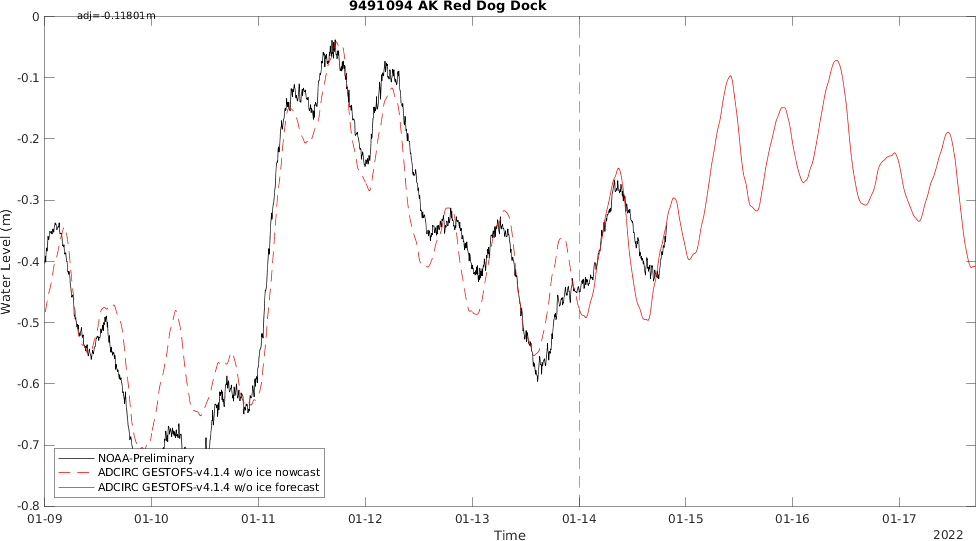 9491094 AK Red Dog Dock
adj=-0.11801m
0
-0.1
-0.2
-0.3
-0.4
-0.5
-0.6
-0.7
-0.8
Water Level (m)
NOAA-Preliminary
ADCIRC GESTOFS-v4.1.4 w/o ice nowcast
ADCIRC GESTOFS-v4.1.4 w/o ice forecast
01-09 01-10 01-11 01-12 01-13 01-14 01-15 01-16 01-17
Time
2022